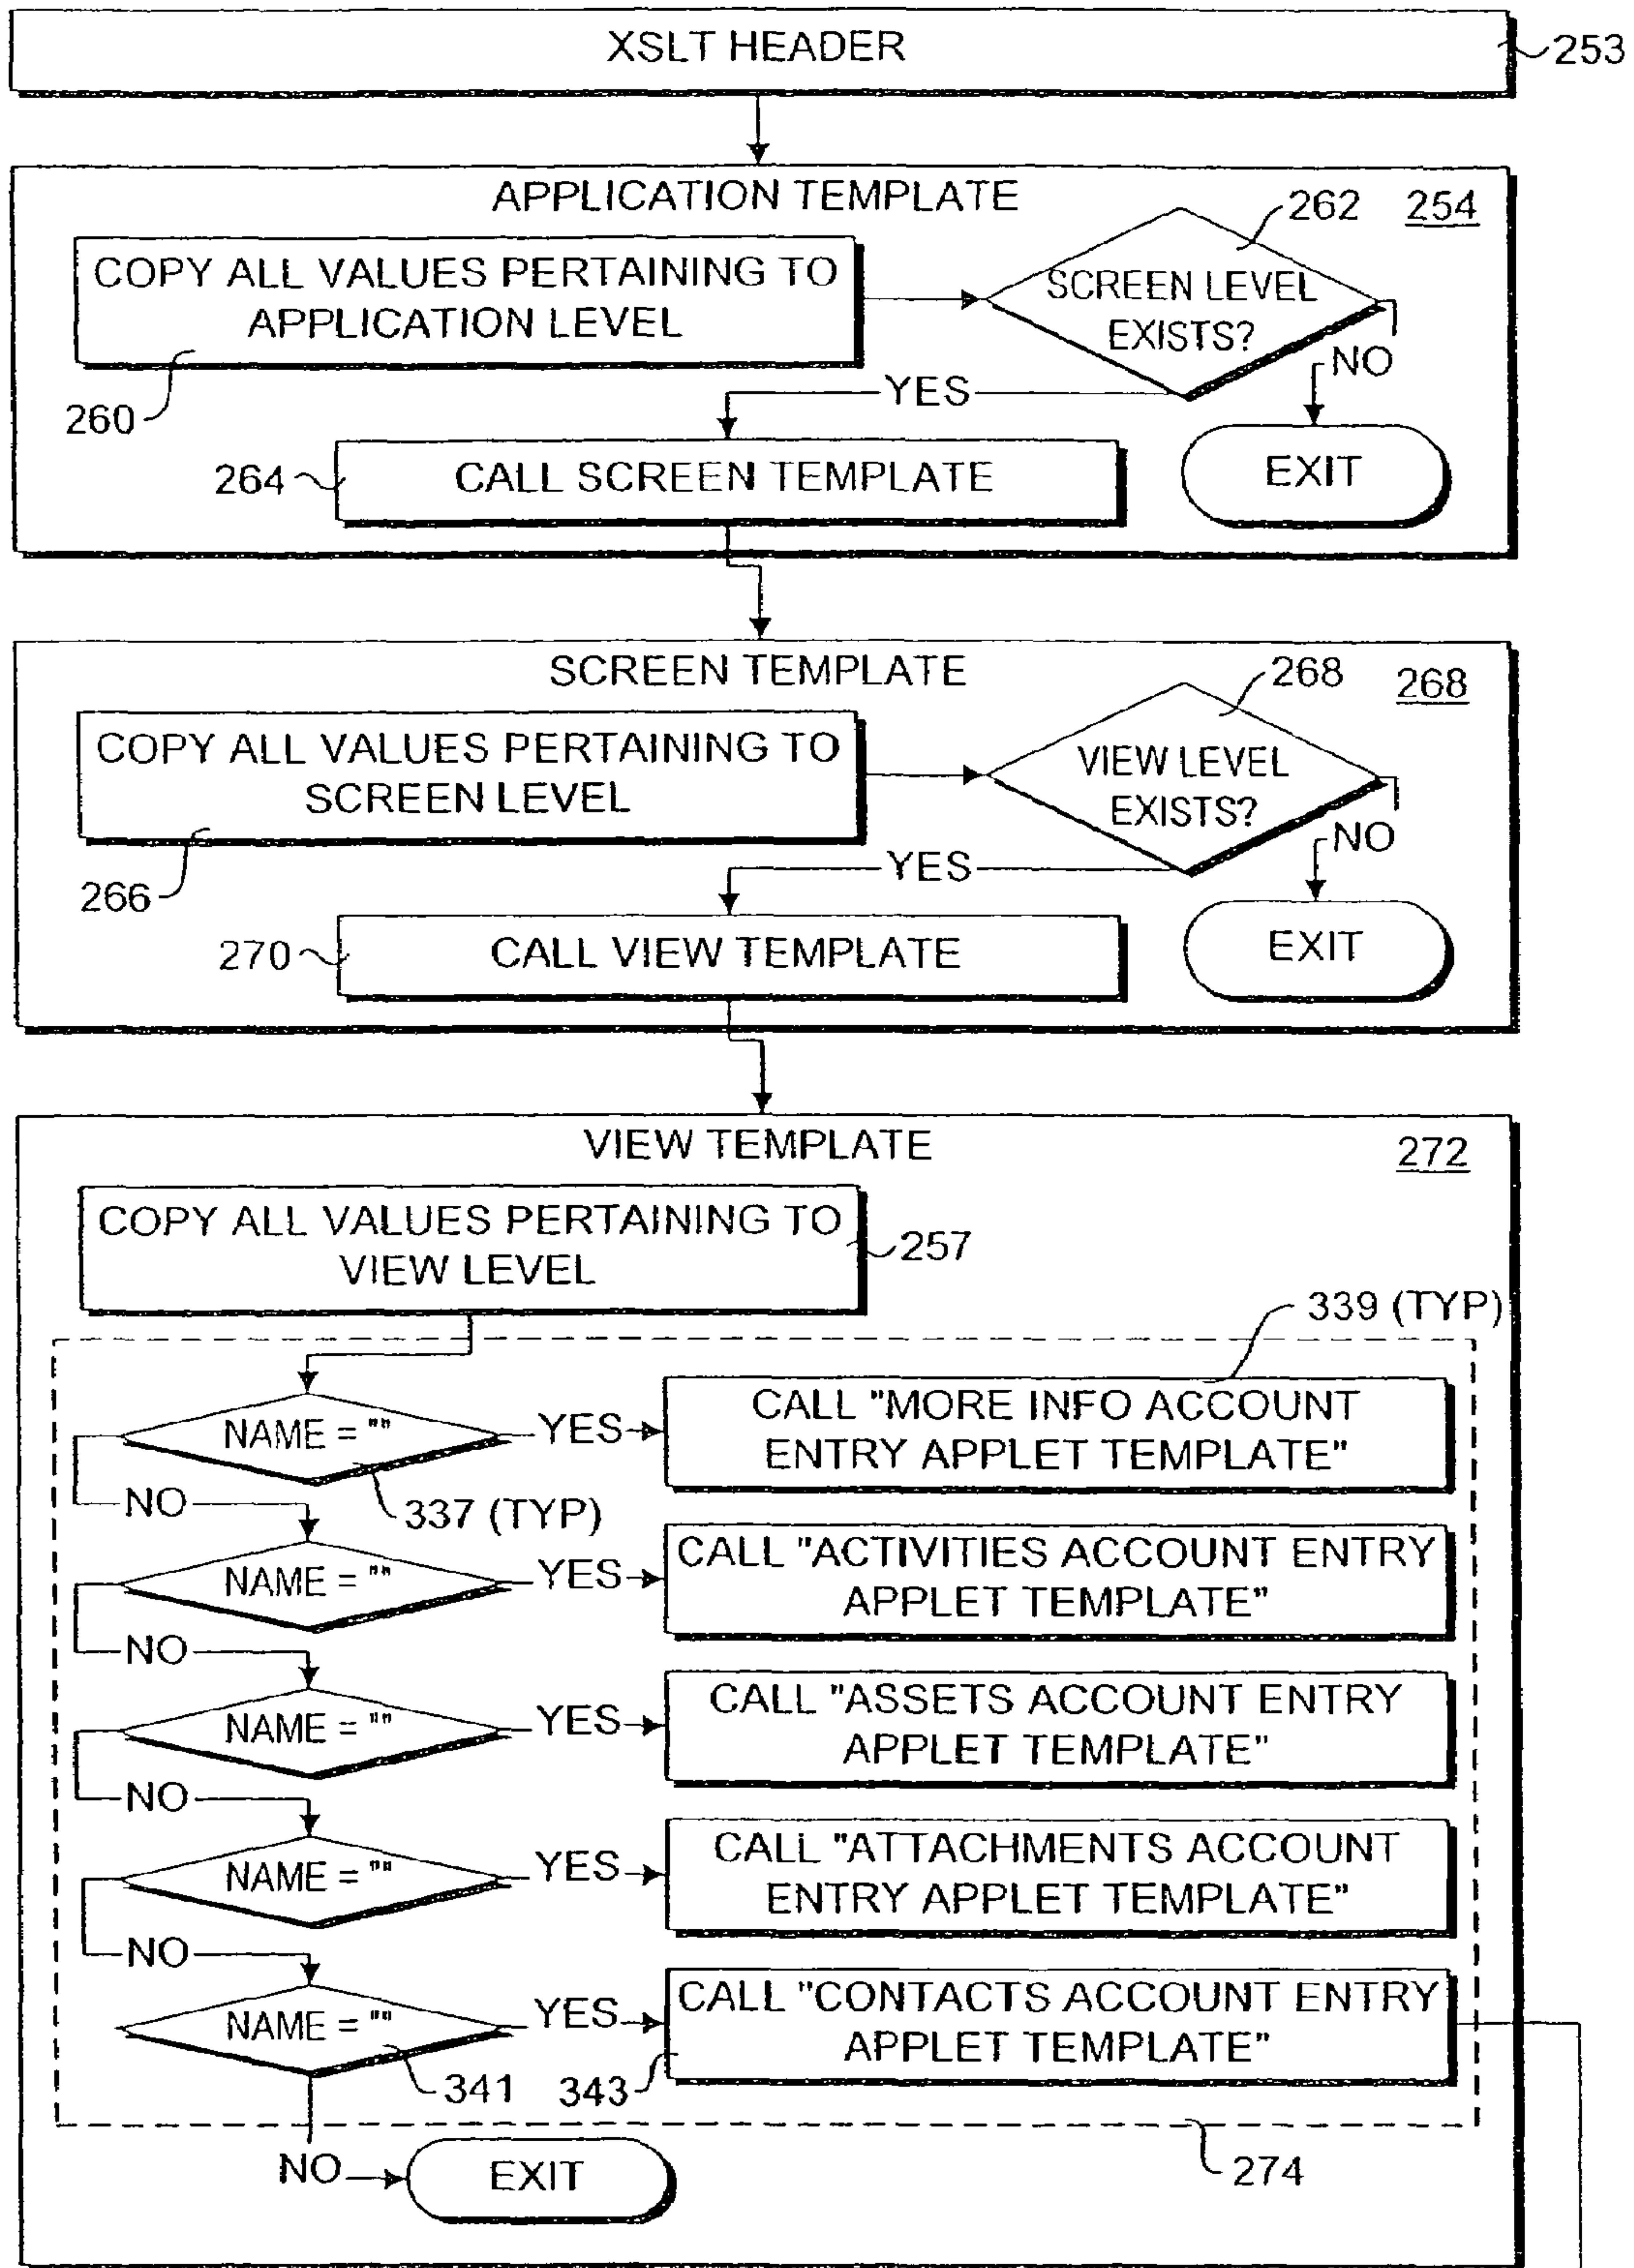 XSLT HEADER
253
APPLICATION TEMPLATE
254
262
COPY ALL VALUES PERTAINING TO
APPLICATION LEVEL
260
SCREEN LEVEL
EXISTS?
NO
YES
264
CALL SCREEN TEMPLATE
EXIT
SCREEN TEMPLATE
268
268
COPY ALL VALUES PERTAINING TO
SCREEN LEVEL
266
VIEW LEVEL
EXISTS?
NO
YES
270
CALL VIEW TEMPLATE
EXIT
VIEW TEMPLATE
272
COPY ALL VALUES PERTAINING TO
VIEW LEVEL
257
339 (TYP)
NAME = ""
YES
CALL "MORE INFO ACCOUNT
ENTRY APPLET TEMPLATE"
NO
337 (TYP)
NAME = ""
YES
CALL "ACTIVITIES ACCOUNT ENTRY
APPLET TEMPLATE"
NO
NAME = ""
YES
CALL "ASSETS ACCOUNT ENTRY
APPLET TEMPLATE"
NO
NAME = ""
YES
CALL "ATTACHMENTS ACCOUNT
ENTRY APPLET TEMPLATE"
NO
NAME = ""
YES
CALL "CONTACTS ACCOUNT ENTRY
APPLET TEMPLATE"
341
343
NO
EXIT
274